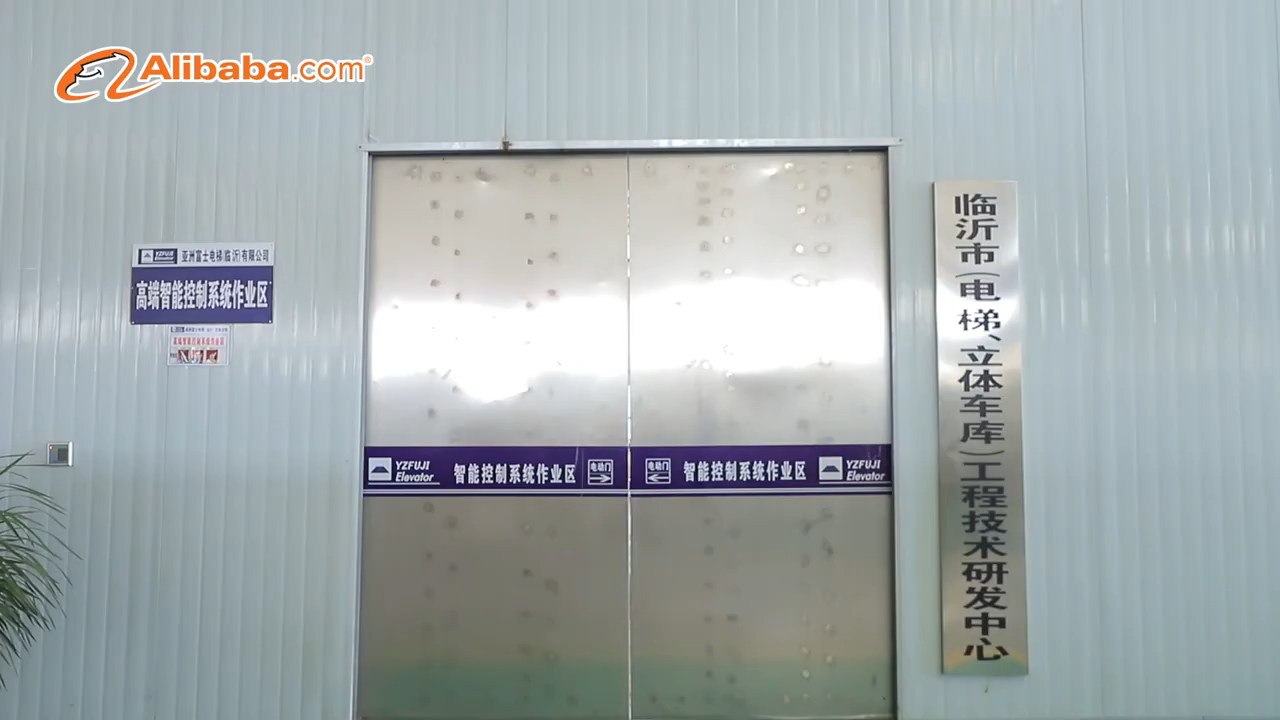 Alibaba.com
YZFUJI Elevator 亚洲富士电梯(临沂)有限公司
高端智能控制系统作业区
YZFUJI
Elevator
智能控制系统作业区
电动门
电动门
智能控制系统作业区
YZFUJI
Elevator
临沂市(电梯、立体车库)工程技术研发中心